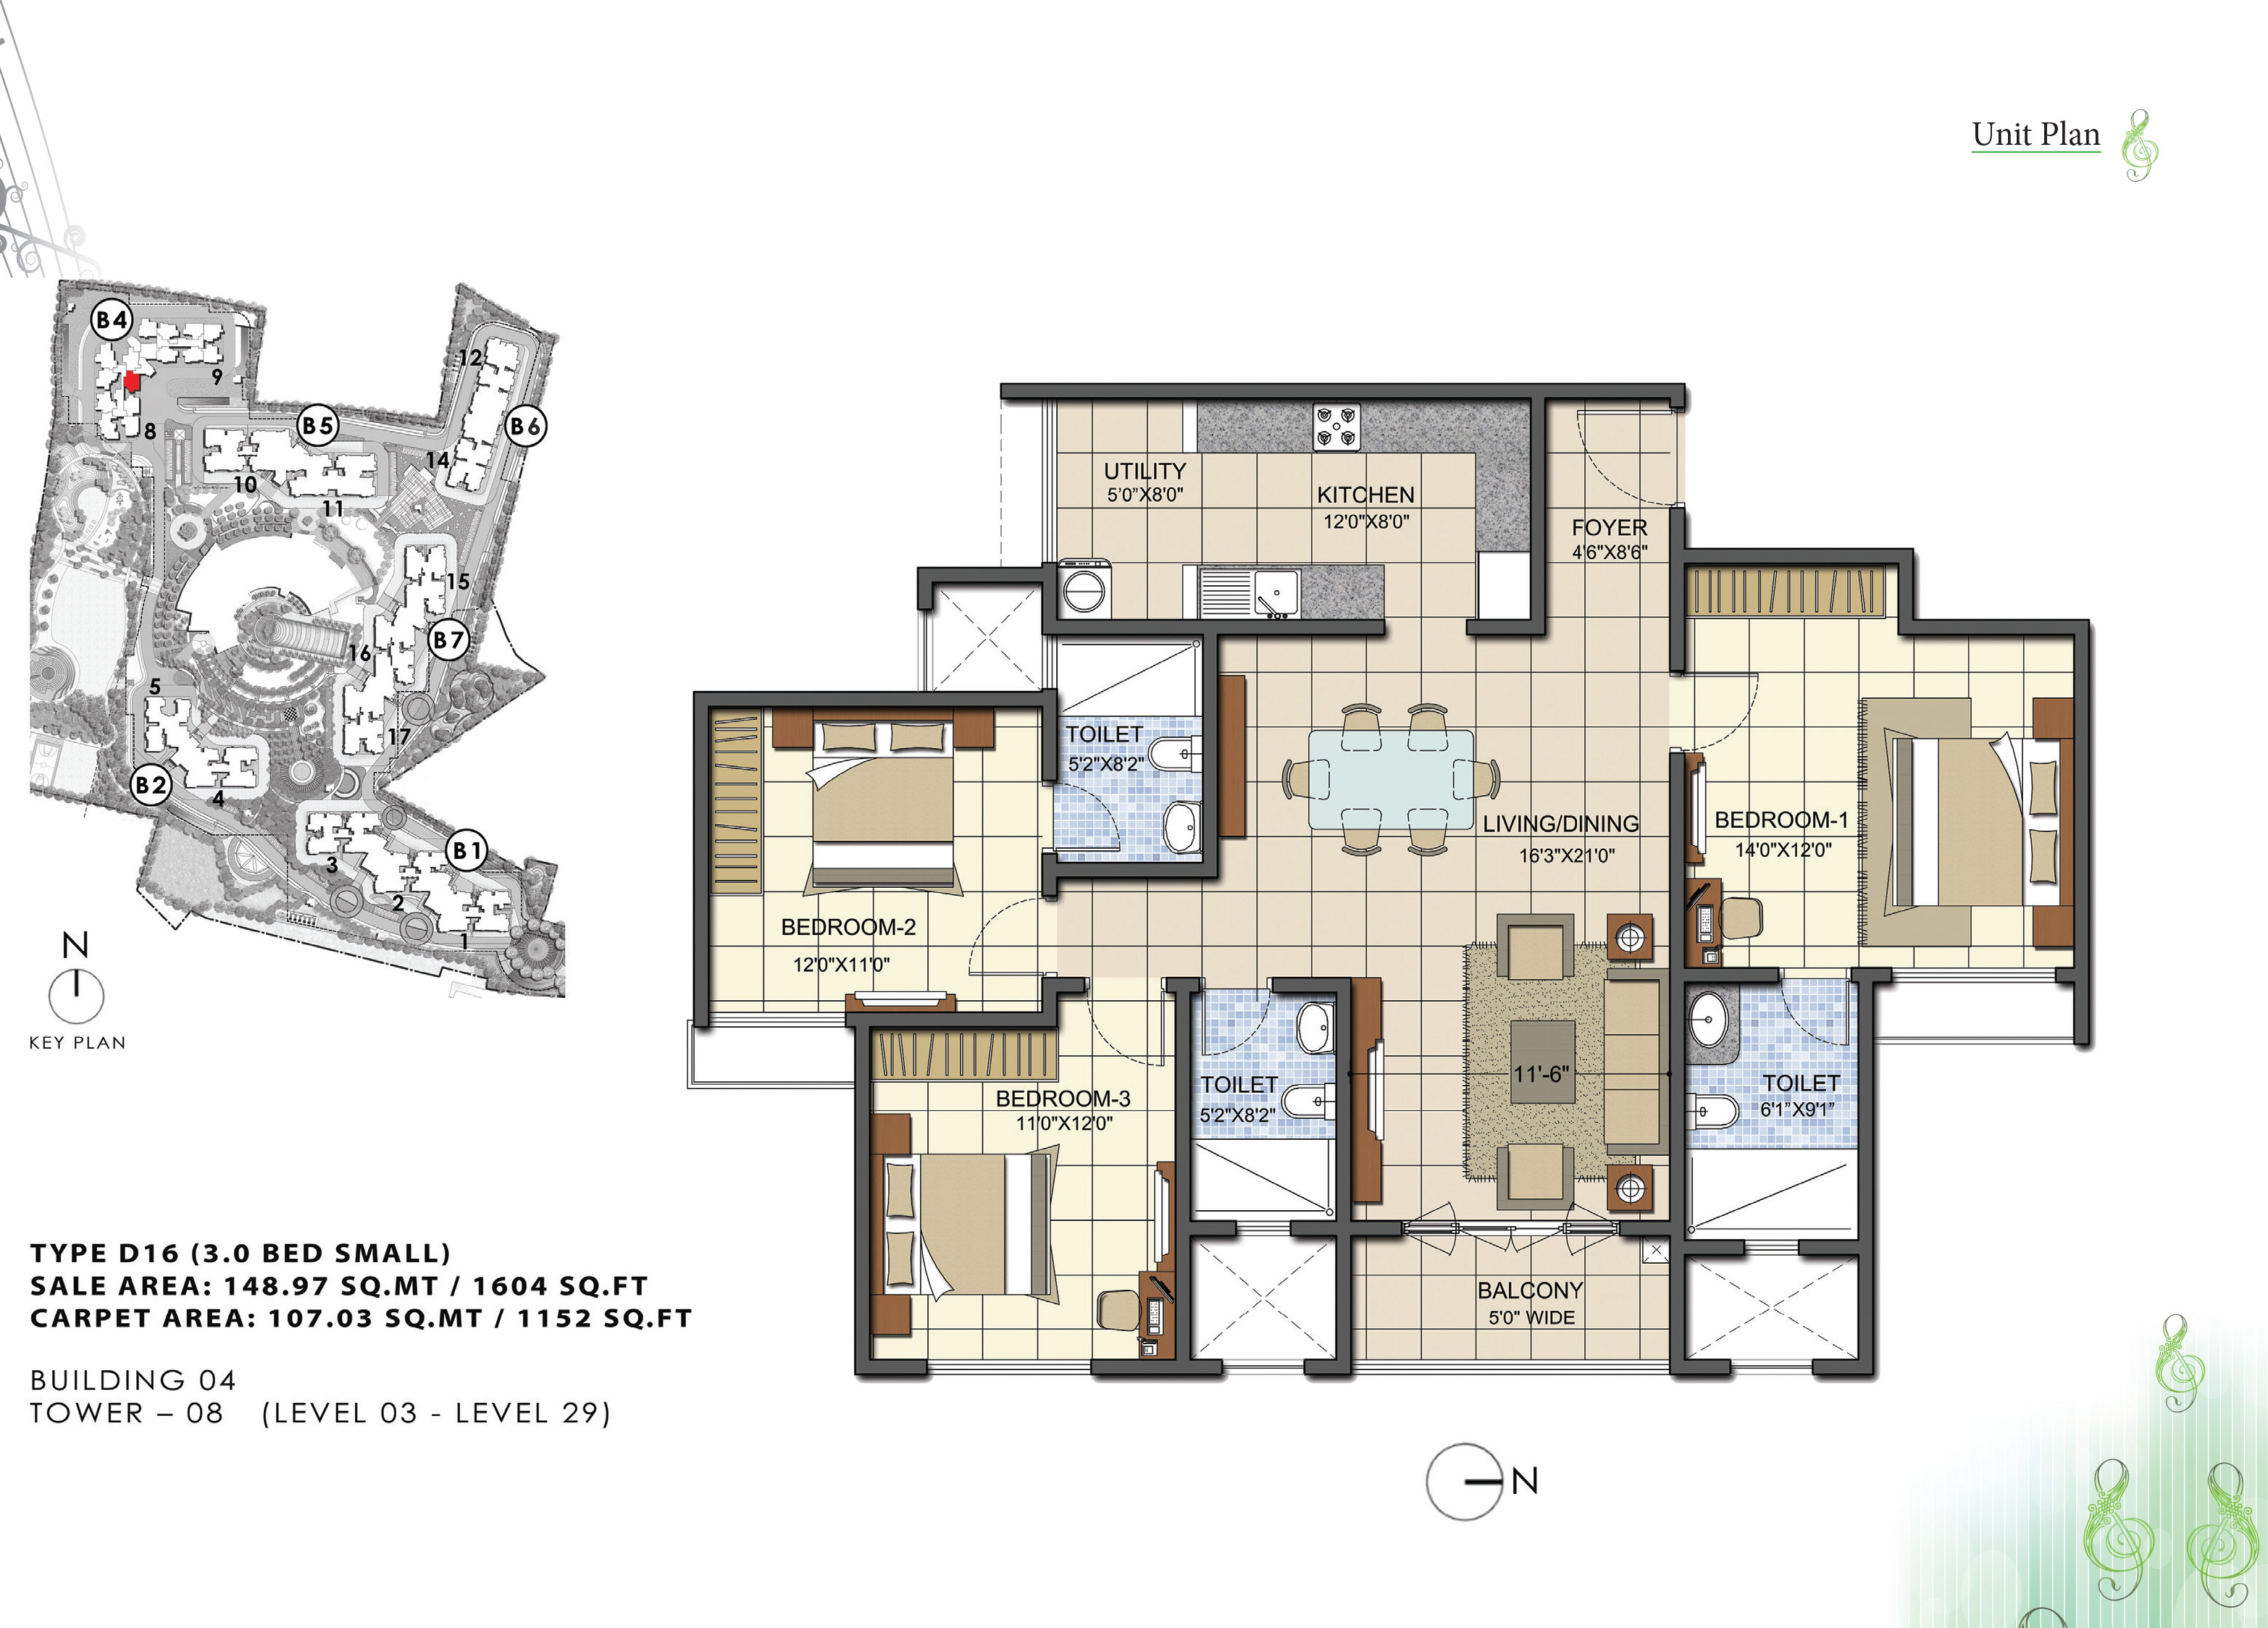 Unit Plan
B4
12
9
B5
B6
8
14
10
11
15
B7
16
5
17
B2
4
B1
3
2
1
N
KEY PLAN
UTILITY
5'0"X8'0"
KITCHEN
12'0"X8'0"
FOYER
4'6"X8'6"
TOILET
5'2"X8'2"
LIVING/DINING
16'3"X21'0"
BEDROOM-1
14'0"X12'0"
BEDROOM-2
12'0"X11'0"
BEDROOM-3
11'0"X12'0"
TOILET
5'2"X8'2"
11'-6"
TOILET
6'1"X9'1"
BALCONY
5'0" WIDE
N
TYPE D16 (3.0 BED SMALL)
SALE AREA: 148.97 SQ.MT / 1604 SQ.FT
CARPET AREA: 107.03 SQ.MT / 1152 SQ.FT
BUILDING 04
TOWER – 08 (LEVEL 03 - LEVEL 29)